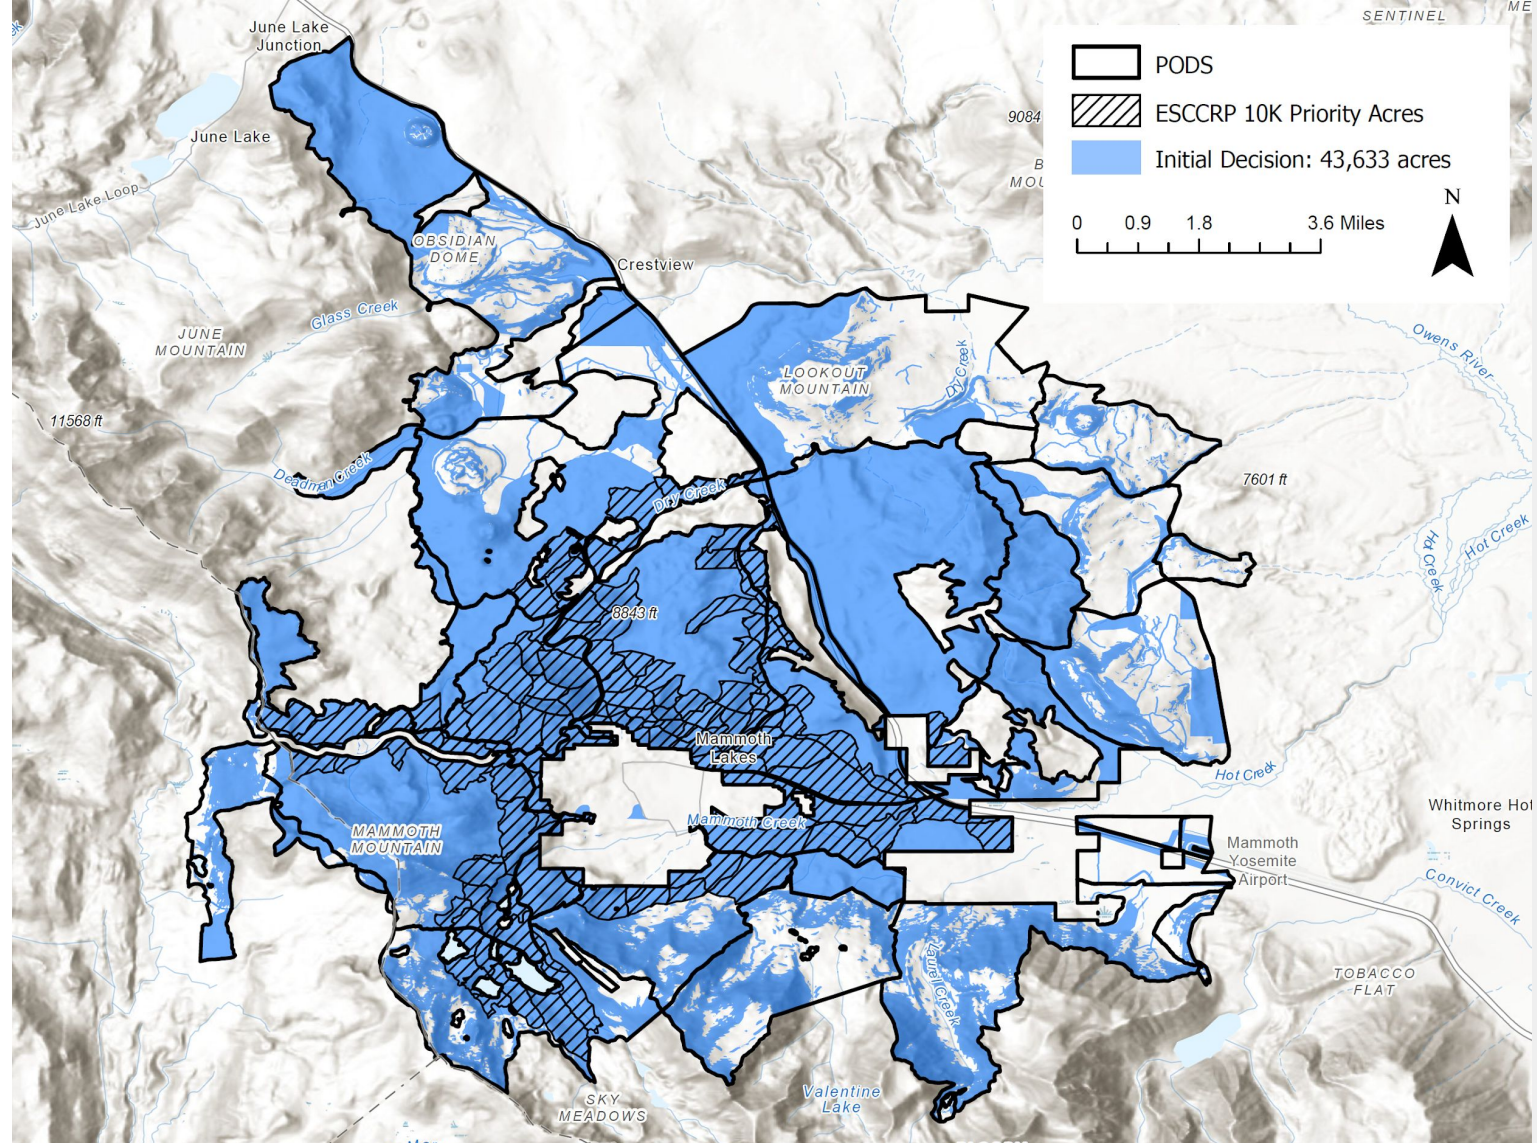 SENTINEL
ME
June Lake
Junction
PODS
ESCCRP 10K Priority Acres
Initial Decision: 43,633 acres
N
0 0.9 1.8 3.6 Miles
9084
June Lake
B
MOU
June Lake Loop
OBSIDIAN
DOME
Crestview
Glass Creek
JUNE
MOUNTAIN
Owens River
LOOKOUT
MOUNTAIN
Dry Creek
11568 ft
Deadman Creek
Dry Creek
7601 ft
Hot Creek
Hot Creek
8843 ft
Mammoth
Lakes
Hot Creek
Whitmore Hot
Springs
Mammoth Creek
MAMMOTH
MOUNTAIN
Mammoth
Yosemite
Airport
Convict Creek
Laurel Creek
TOBACCO
FLAT
Valentine
Lake
SKY
MEADOWS